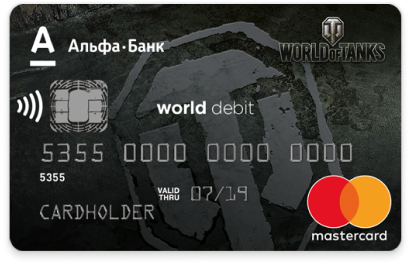 А Альфа·Банк
WORLD OF TANKS
world debit
5355 0000 0000 0000
5355
VALID THRU 07/19
CARDHOLDER
mastercard